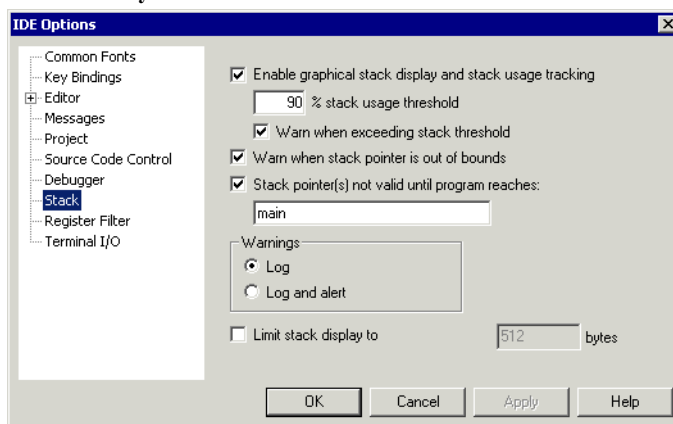 IDE Options
Common Fonts
Key Bindings
Editor
Messages
Project
Source Code Control
Debugger
Stack
Register Filter
Terminal I/O
Enable graphical stack display and stack usage tracking
90 % stack usage threshold
Warn when exceeding stack threshold
Warn when stack pointer is out of bounds
Stack pointer(s) not valid until program reaches:
main
Warnings
Log
Log and alert
Limit stack display to 512 bytes
OK Cancel Apply Help